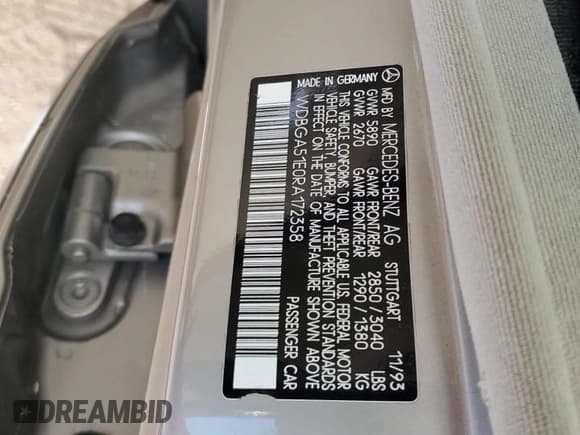 MFD BY MERCEDES-BENZ AG STUTTGART 11/93
GVWR 5890 GAWR FRONT/REAR 2850/3040 LBS
GVWR 2670 GAWR FRONT/REAR 1290/1380 KG
THIS VEHICLE CONFORMS TO ALL APPLICABLE U.S. FEDERAL MOTOR
VEHICLE SAFETY, BUMPER AND THEFT PREVENTION STANDARDS
IN EFFECT ON THE DATE OF MANUFACTURE SHOWN ABOVE
WDBGA51E0RA172358 PASSENGER CAR
MADE IN GERMANY
DREAMBID